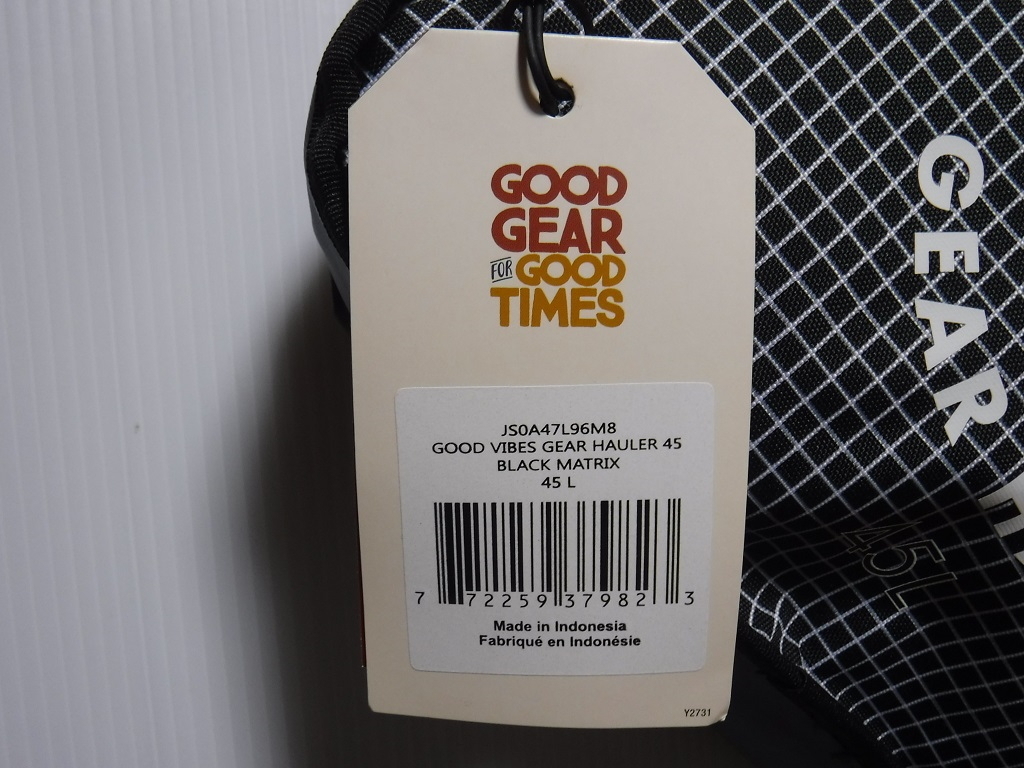 GOOD
GEAR
FOR GOOD
TIMES
JS0A47L96M8
GOOD VIBES GEAR HAULER 45
BLACK MATRIX
45 L
7 72259 37982 3
Made in Indonesia
Fabriqué en Indonésie
Y2731
GEAR
45L